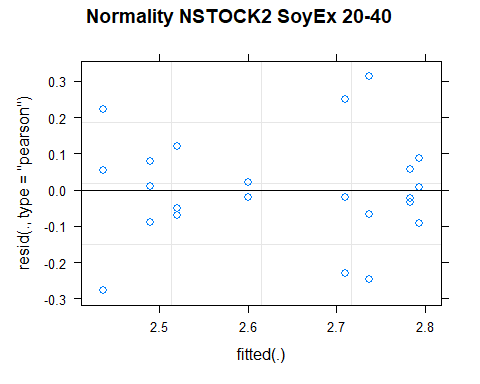 Normality NSTOCK2 SoyEx 20-40
resid(., type = "pearson")
0.3
0.2
0.1
0.0
-0.1
-0.2
-0.3
2.5 2.6 2.7 2.8
fitted(.)